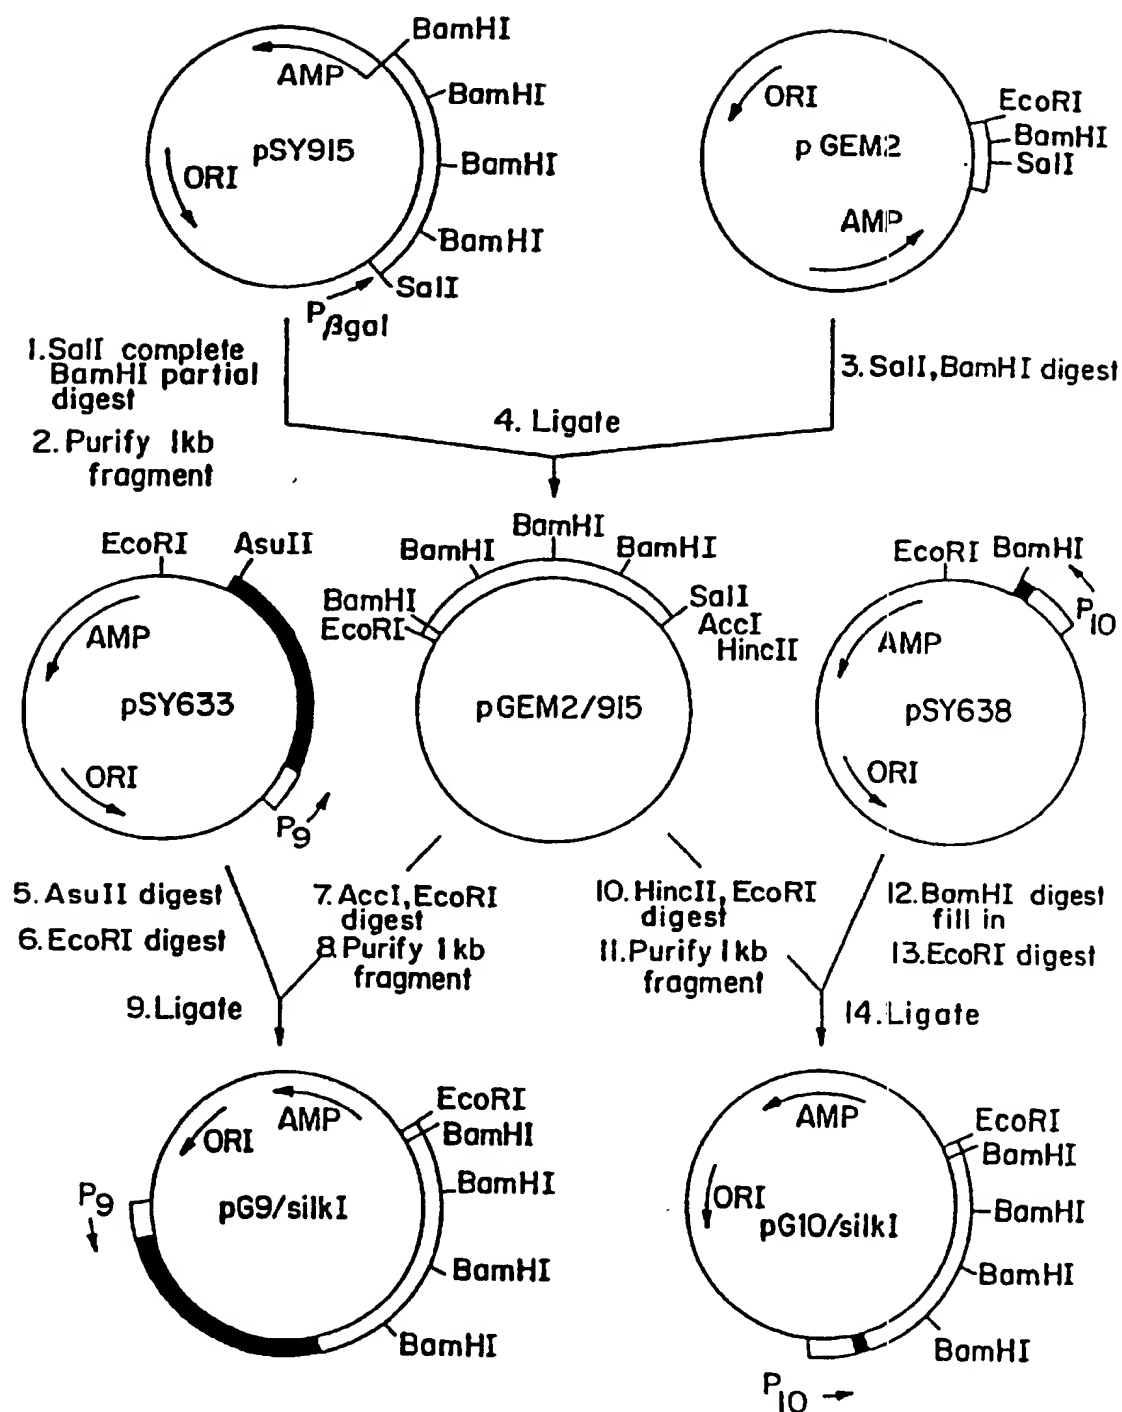 BamHI
AMP
BamHI
pSY915
BamHI
ORI
BamHI
SalI
Pβgal
ORI
EcoRI
pGEM2
BamHI
SalI
AMP
1.SalI complete
BamHI partial
digest
2.Purify 1kb
fragment
3.SalI,BamHI digest
4. Ligate
EcoRI
AsuII
AMP
pSY633
ORI
P9
BamHI
BamHI
BamHI
BamHI
EcoRI
SalI
AccI
HincII
pGEM2/915
EcoRI
BamHI
P10
AMP
pSY638
ORI
5. AsuII digest
6. EcoRI digest
7. AccI, EcoRI
digest
8.Purify 1kb
fragment
9.Ligate
10. HincII, EcoRI
digest
11.Purify 1kb
fragment
12.BamHI digest
fill in
13.EcoRI digest
14.Ligate
AMP
ORI
EcoRI
BamHI
P9
pG9/silkI
BamHI
BamHI
BamHI
AMP
EcoRI
BamHI
ORI
pG10/silkI
BamHI
BamHI
BamHI
P10